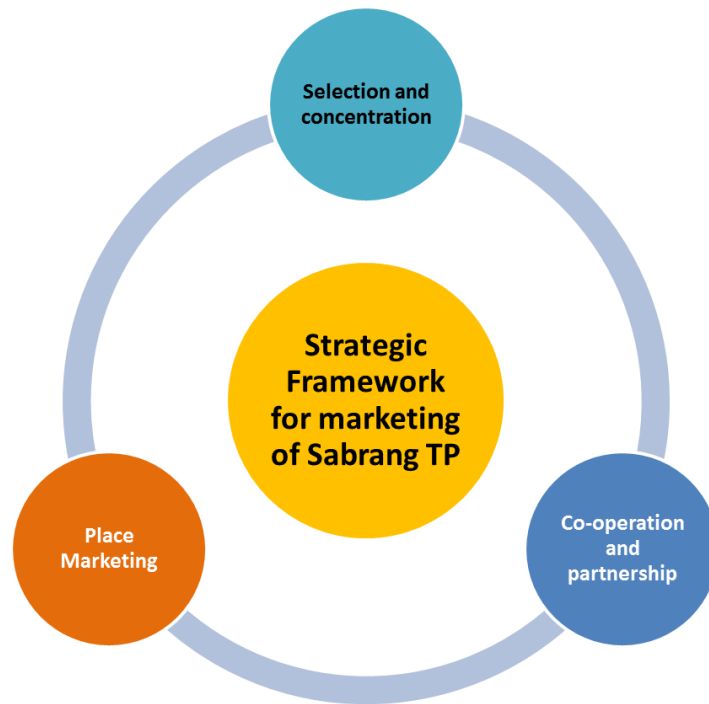 Selection and
concentration
Strategic
Framework
for marketing
of Sabrang TP
Place
Marketing
Co-operation
and
partnership